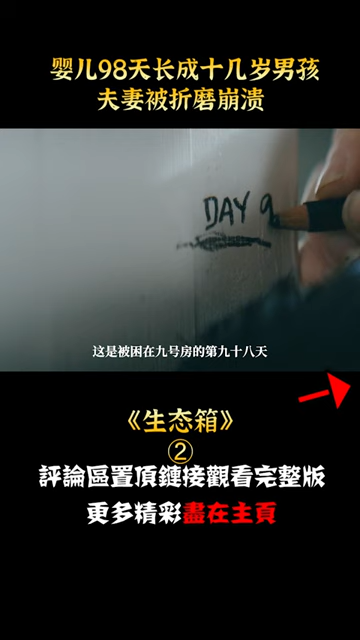 婴儿98天长成十几岁男孩
夫妻被折磨崩溃
DAY 9
这是被困在九号房的第九十八天
《生态箱》
②
評論區置頂鏈接觀看完整版
更多精彩盡在主頁